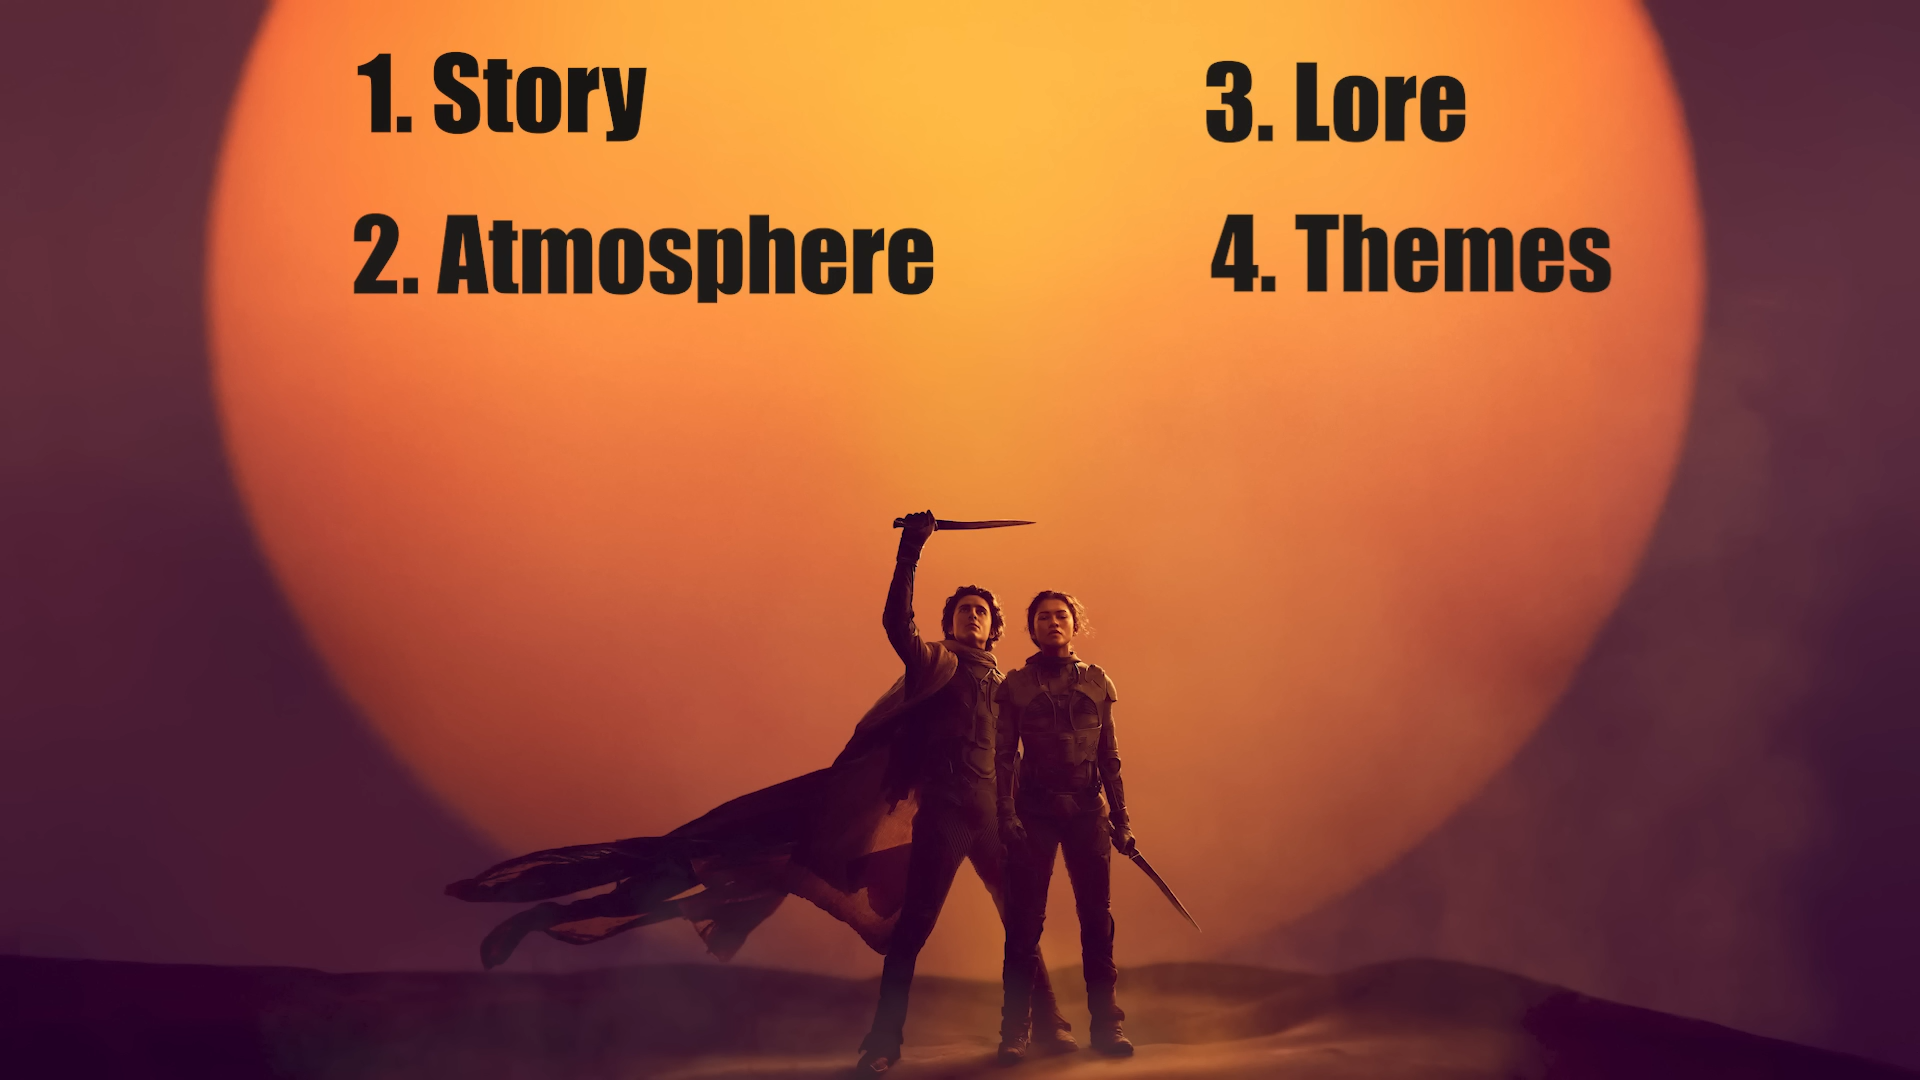 1. Story
2. Atmosphere
3. Lore
4. Themes